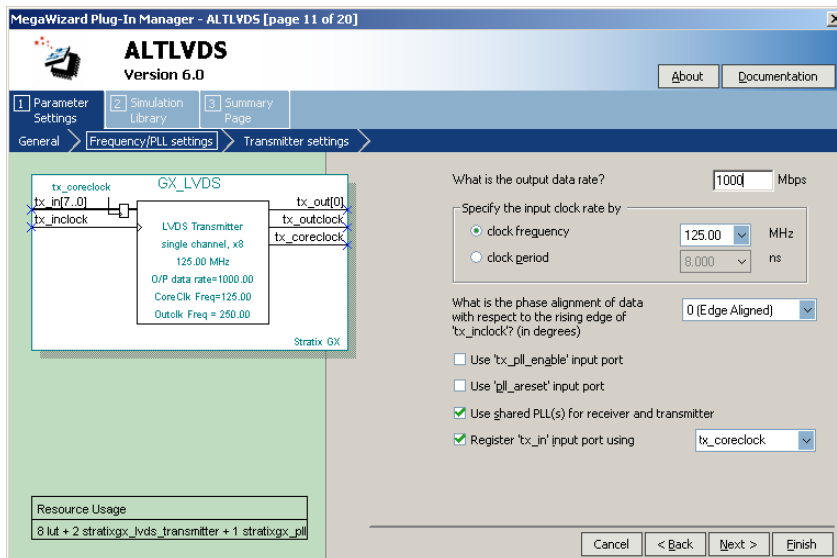 MegaWizard Plug-In Manager - ALTLVDS [page 11 of 20]
ALTLVDS
Version 6.0
About
Documentation
1 Parameter Settings
2 Simulation Library
3 Summary Page
General
Frequency/PLL settings
Transmitter settings
GX_LVDS
tx_coreclock
tx_in[7..0]
tx_inclock
tx_out[0]
tx_outclock
tx_coreclock
LVDS Transmitter
single channel, x8
125.00 MHz
O/P data rate=1000.00
CoreClk Freq=125.00
Outclk Freq = 250.00
Stratix GX
What is the output data rate? 1000 Mbps
Specify the input clock rate by
clock frequency 125.00 MHz
clock period 8.000 ns
What is the phase alignment of data
with respect to the rising edge of
'tx_inclock'? (in degrees)
0 (Edge Aligned)
Use 'tx_pll_enable' input port
Use 'pll_areset' input port
Use shared PLL(s) for receiver and transmitter
Register 'tx_in' input port using tx_coreclock
Resource Usage
8 lut + 2 stratixgx_lvds_transmitter + 1 stratixgx_pll
Cancel
< Back
Next >
Finish